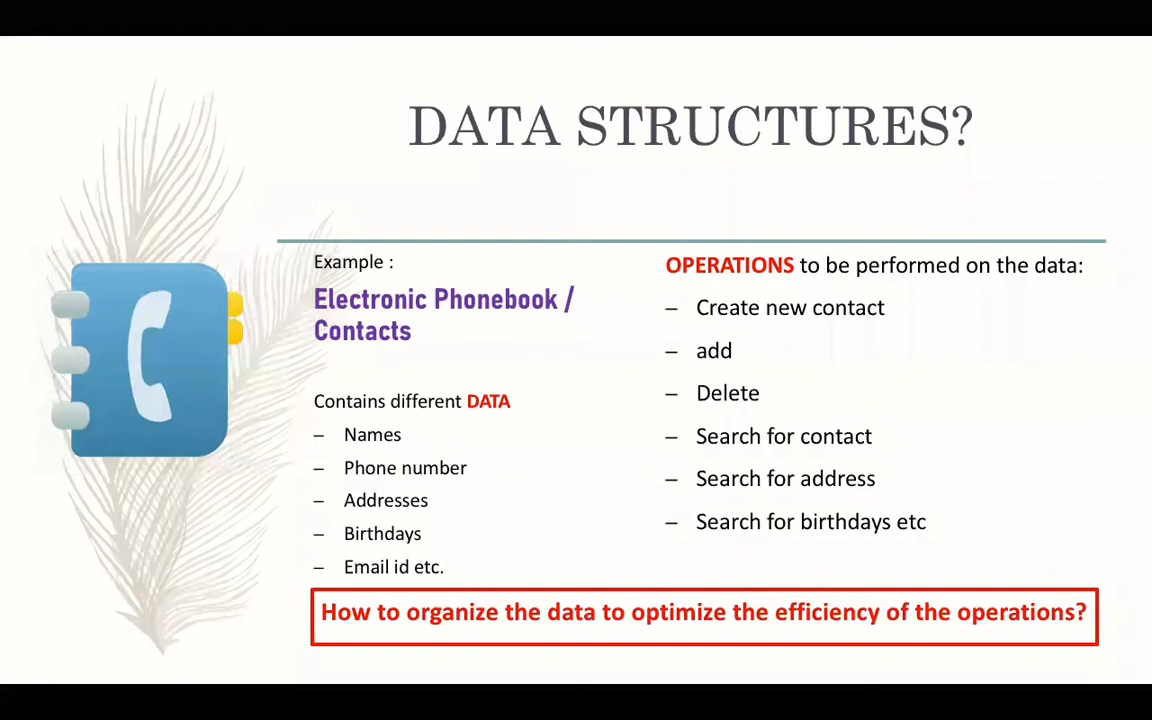 DATA STRUCTURES?
Example :
Electronic Phonebook /
Contacts
Contains different DATA
– Names
– Phone number
– Addresses
– Birthdays
– Email id etc.
OPERATIONS to be performed on the data:
– Create new contact
– add
– Delete
– Search for contact
– Search for address
– Search for birthdays etc
How to organize the data to optimize the efficiency of the operations?